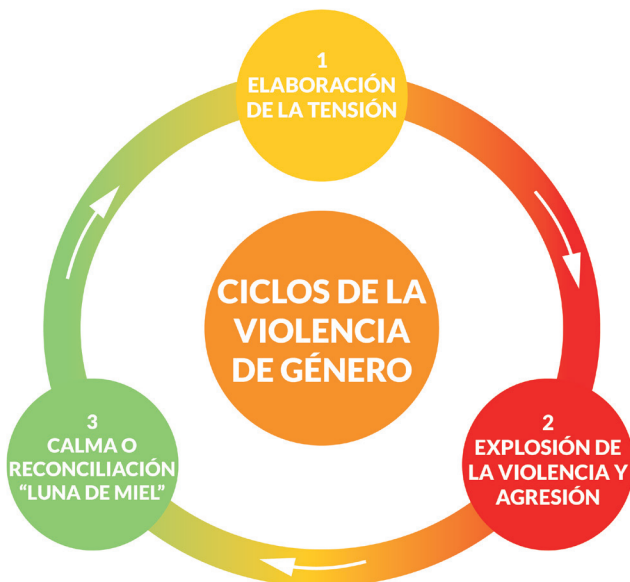 1
ELABORACIÓN
DE LA TENSIÓN
CICLOS DE LA
VIOLENCIA
DE GÉNERO
2
EXPLOSIÓN DE
LA VIOLENCIA Y
AGRESIÓN
3
CALMA O
RECONCILIACIÓN
“LUNA DE MIEL”